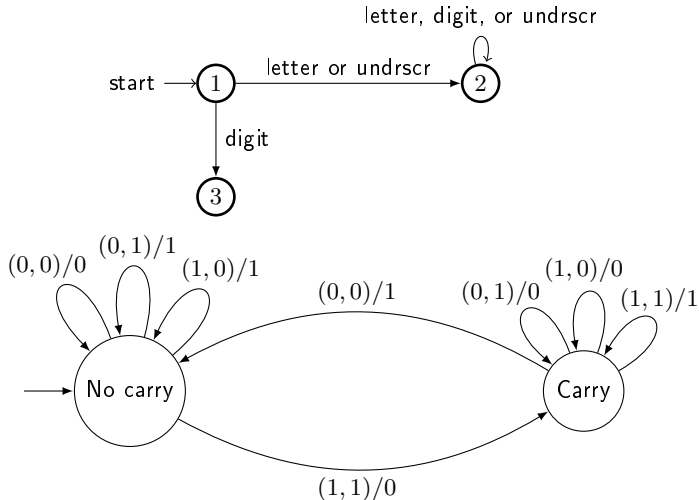 letter, digit, or undrscr
start
1
letter or undrscr
2
digit
3
(0, 0)/0
(0, 1)/1
(1, 0)/1
(0, 0)/1
(0, 1)/0
(1, 0)/0
(1, 1)/1
No carry
Carry
(1, 1)/0